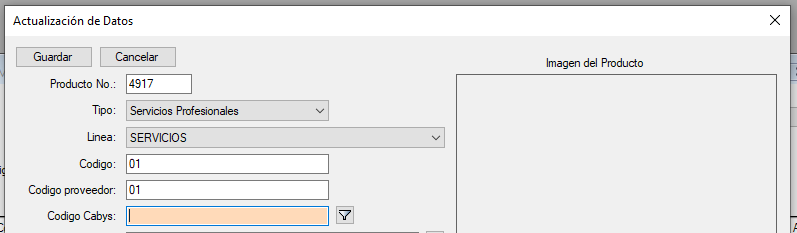 Actualización de Datos
Guardar Cancelar
Imagen del Producto
Producto No.: 4917
Tipo: Servicios Profesionales
Linea: SERVICIOS
Codigo: 01
Codigo proveedor: 01
Codigo Cabys: